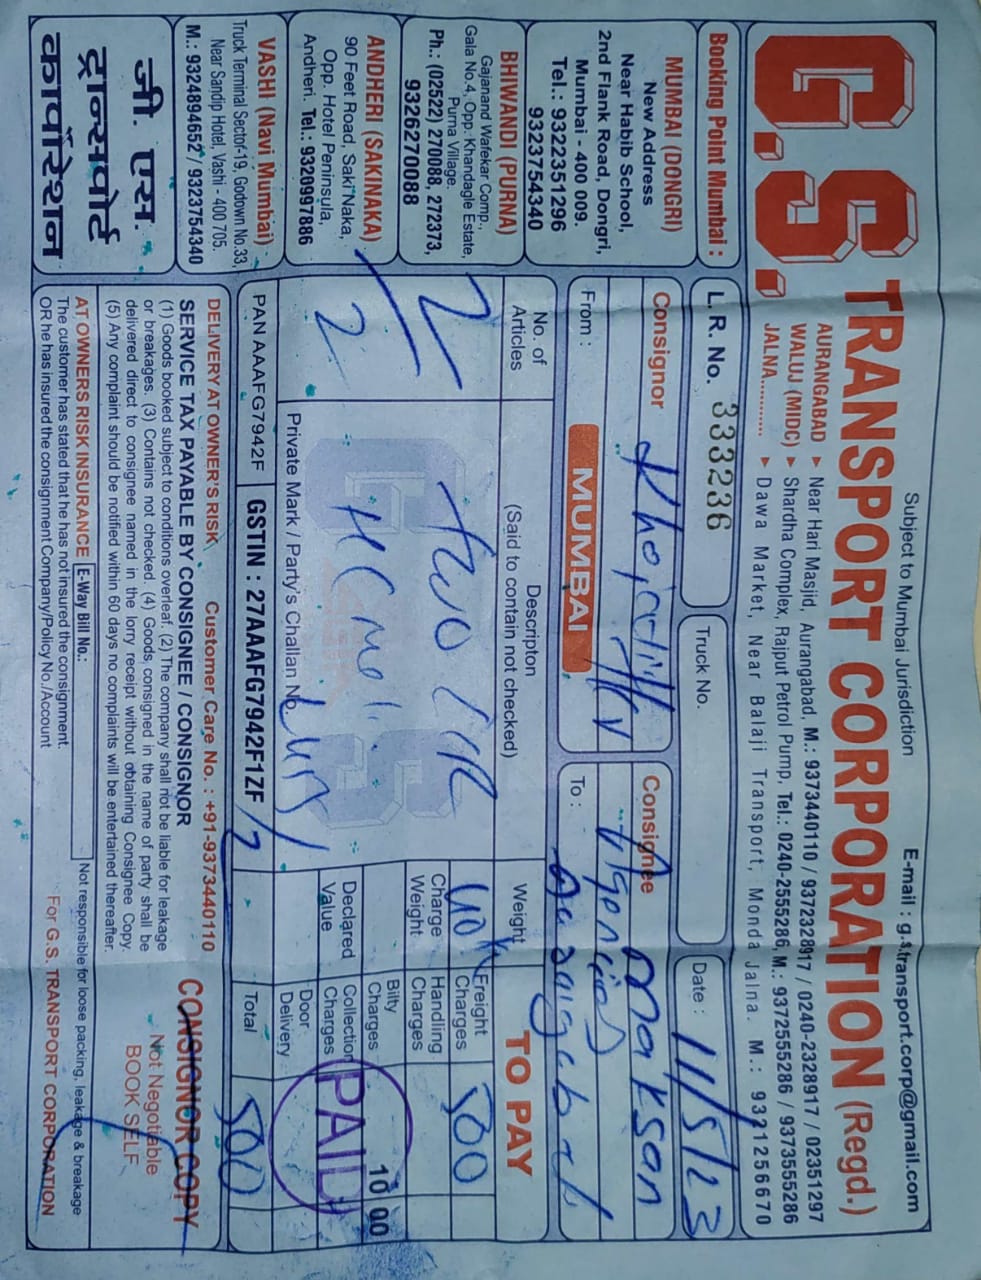 Subject to Mumbai Jurisdiction
E-mail : g.s.transport.corp@gmail.com
G.S. TRANSPORT CORPORATION (Regd.)
AURANGABAD ▸ Near Hari Masjid, Aurangabad, M.: 9373440110 / 9372328917 / 0240-2328917 / 02351297
WALUJ (MIDC) ▸ Shardha Complex, Rajput Petrol Pump, Tel.: 0240-2555286, M.: 9372555286 / 9373555286
JALNA............. ▸ Dawa Market, Near Balaji Transport, Monda Jalna. M.: 9321256670
Booking Point Mumbai :
MUMBAI (DONGRI)
New Address
Near Habib School,
2nd Flank Road, Dongri,
Mumbai - 400 009.
Tel.: 9322351296
9323754340
BHIWANDI (PURNA)
Gajanand Wafekar Comp.,
Gala No.4, Opp. Khandagle Estate,
Purna Village.
Ph.: (02522) 270088, 272373,
9326270088
ANDHERI (SAKINAKA)
90 Feet Road, Saki Naka,
Opp. Hotel Peninsula,
Andheri. Tel.: 9320997886
VASHI (Navi Mumbai)
Truck Terminal Sector-19, Godown No.33,
Near Sandip Hotel, Vashi - 400 705.
M.: 9324894652 / 9323754340
जी. एस.
ट्रान्सपोर्ट
कार्पोरेशन
L. R. No. 333236
Truck No.
Date : 11/5/23
Consignor
From : MUMBAI
Consignee
To :
No. of Articles
Descripton
(Said to contain not checked)
Weight
TO PAY
2
two
40
Freight Charges
500
Charge Weight
Handling Charges
Bilty Charges
10 00
Declared Value
Collection Charges
Door Delivery
PAID
2
Private Mark / Party's Challan No.
PAN AAAFG7942F
GSTIN : 27AAAFG7942F1ZF
Total
500
DELIVERY AT OWNER'S RISK
Customer Care No. : +91-9373440110
SERVICE TAX PAYABLE BY CONSIGNEE / CONSIGNOR
(1) Goods booked subject to conditions overleaf. (2) The company shall not be liable for leakage
or breakages. (3) Contains not checked. (4) Goods consigned in the name of party shall be
delivered direct to consignee named in the lorry receipt without obtaining Consignee Copy.
(5) Any complaint should be notified within 60 days no complaints will be entertained thereafter.
CONSIGNOR COPY
Not Negotiable
BOOK SELF
AT OWNERS RISK INSURANCE
E-Way Bill No.:
The customer has stated that he has not insured the consignment.
OR he has insured the consignment Company/Policy No./Account
Not responsible for loose packing, leakage & breakage
For G.S. TRANSPORT CORPORATION